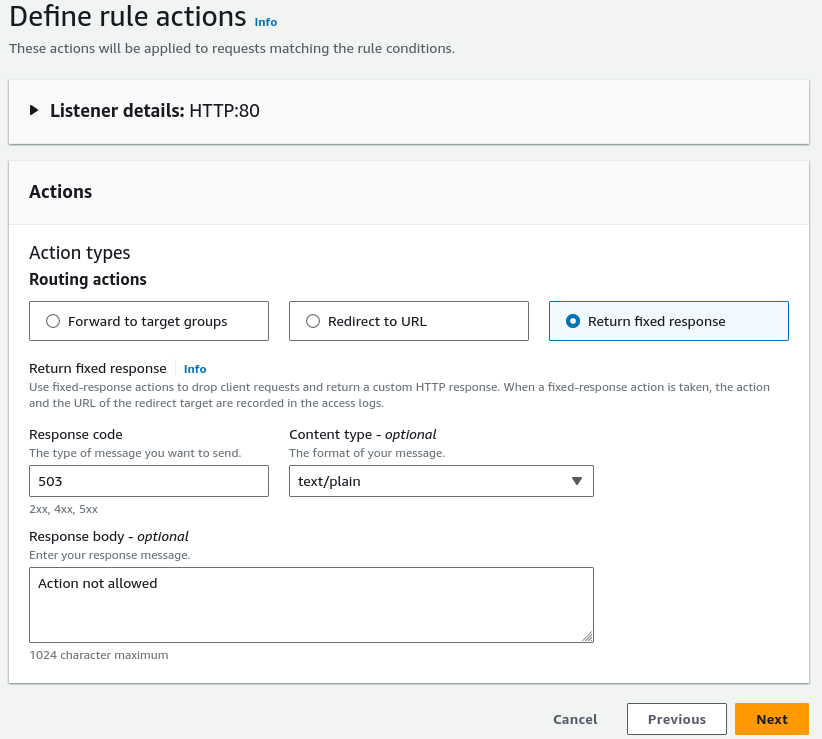 Define rule actions Info
These actions will be applied to requests matching the rule conditions.
Listener details: HTTP:80
Actions
Action types
Routing actions
Forward to target groups
Redirect to URL
Return fixed response
Return fixed response Info
Use fixed-response actions to drop client requests and return a custom HTTP response. When a fixed-response action is taken, the action
and the URL of the redirect target are recorded in the access logs.
Response code
The type of message you want to send.
503
2xx, 4xx, 5xx
Content type - optional
The format of your message.
text/plain
Response body - optional
Enter your response message.
Action not allowed
1024 character maximum
Cancel
Previous
Next